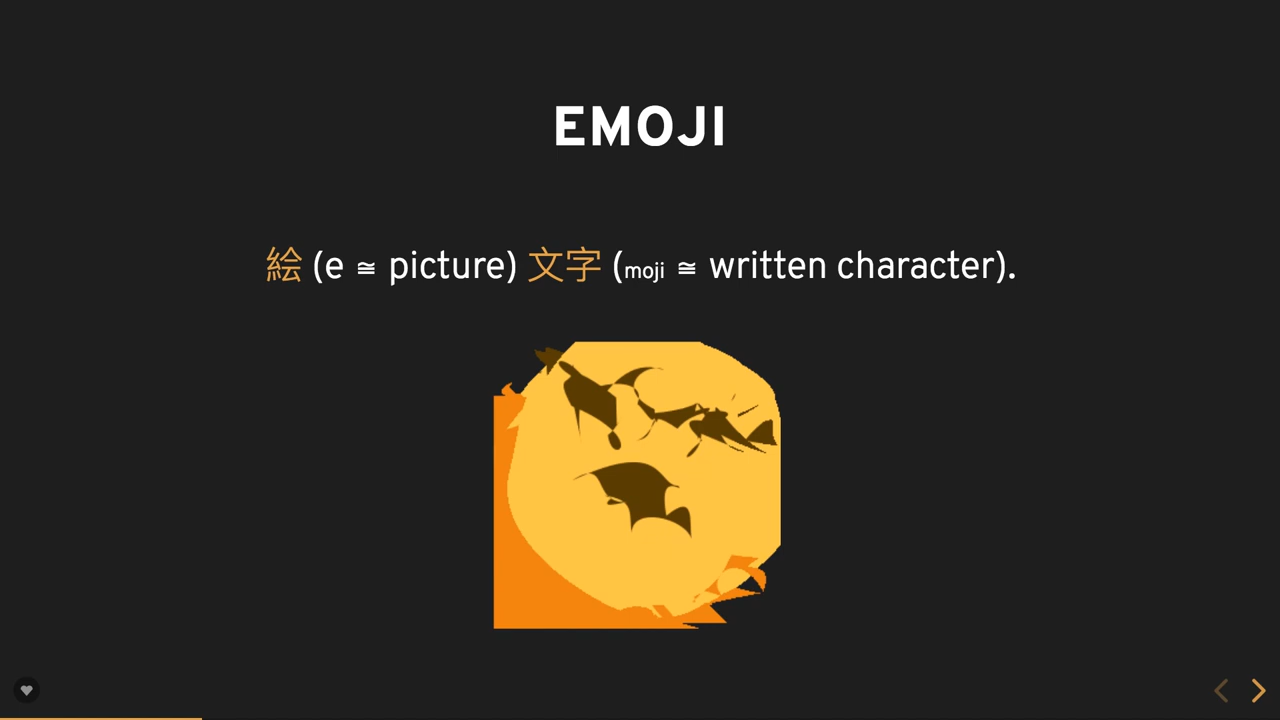 EMOJI
絵 (e ≊ picture) 文字 (moji ≊ written character).